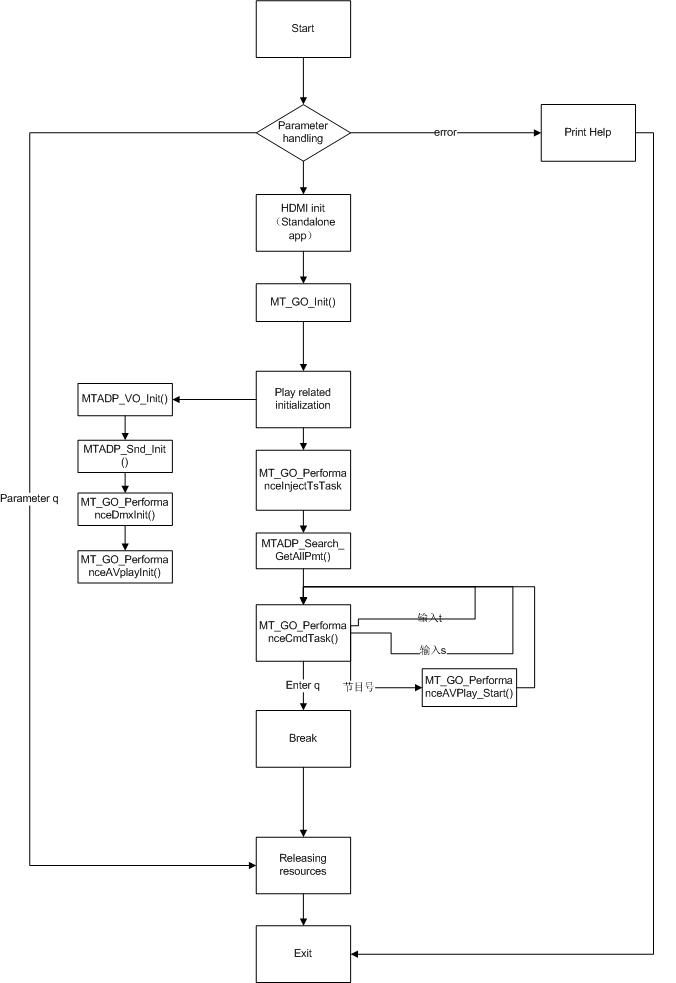 Start
Parameter
handling
error
Print Help
HDMI init
（Standalone
app）
MT_GO_Init()
Play related
initialization
MTADP_VO_Init()
MTADP_Snd_Init
()
MT_GO_Performa
nceDmxInit()
MT_GO_Performa
nceAVplayInit()
Parameter q
MT_GO_Performa
nceInjectTsTask
MTADP_Search_
GetAllPmt()
MT_GO_Performa
nceCmdTask()
输入t
输入s
Enter q
节目号
MT_GO_Performa
nceAVPlay_Start()
Break
Releasing
resources
Exit